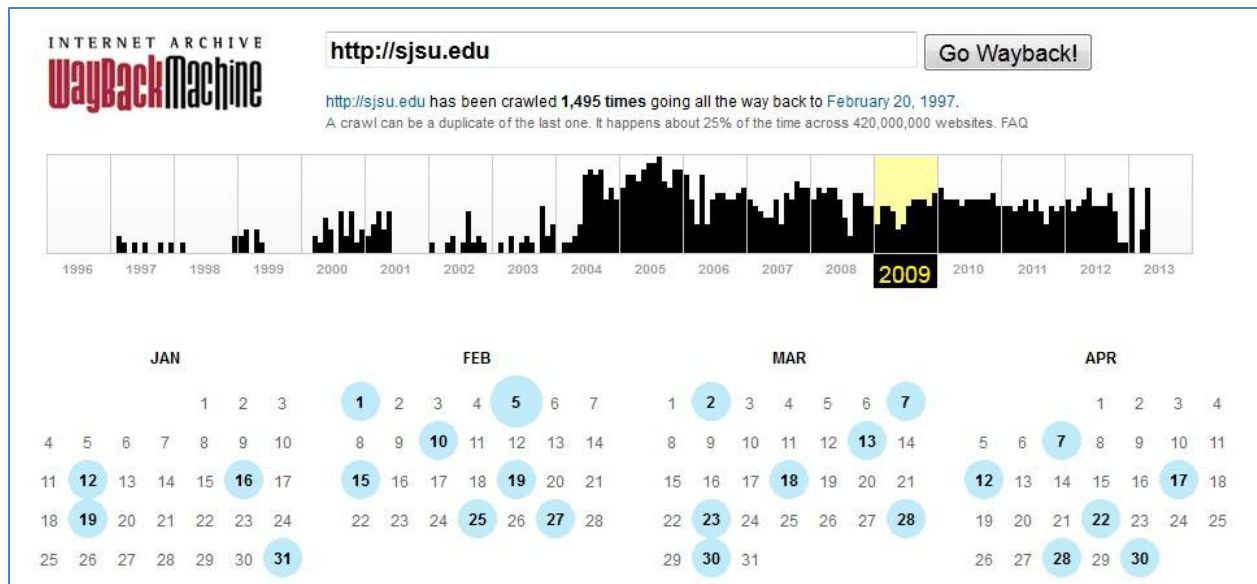 INTERNET ARCHIVE
WayBackMachine
http://sjsu.edu
Go Wayback!
http://sjsu.edu has been crawled 1,495 times going all the way back to February 20, 1997.
A crawl can be a duplicate of the last one. It happens about 25% of the time across 420,000,000 websites. FAQ
1996 1997 1998 1999 2000 2001 2002 2003 2004 2005 2006 2007 2008 2009 2010 2011 2012 2013
JAN FEB MAR APR
1 2 3 1 2 3 4 5 6 7 1 2 3 4 5 6 7 1 2 3 4
4 5 6 7 8 9 10 8 9 10 11 12 13 14 8 9 10 11 12 13 14 5 6 7 8 9 10 11
11 12 13 14 15 16 17 15 16 17 18 19 20 21 15 16 17 18 19 20 21 12 13 14 15 16 17 18
18 19 20 21 22 23 24 22 23 24 25 26 27 28 22 23 24 25 26 27 28 19 20 21 22 23 24 25
25 26 27 28 29 30 31 29 30 31 26 27 28 29 30